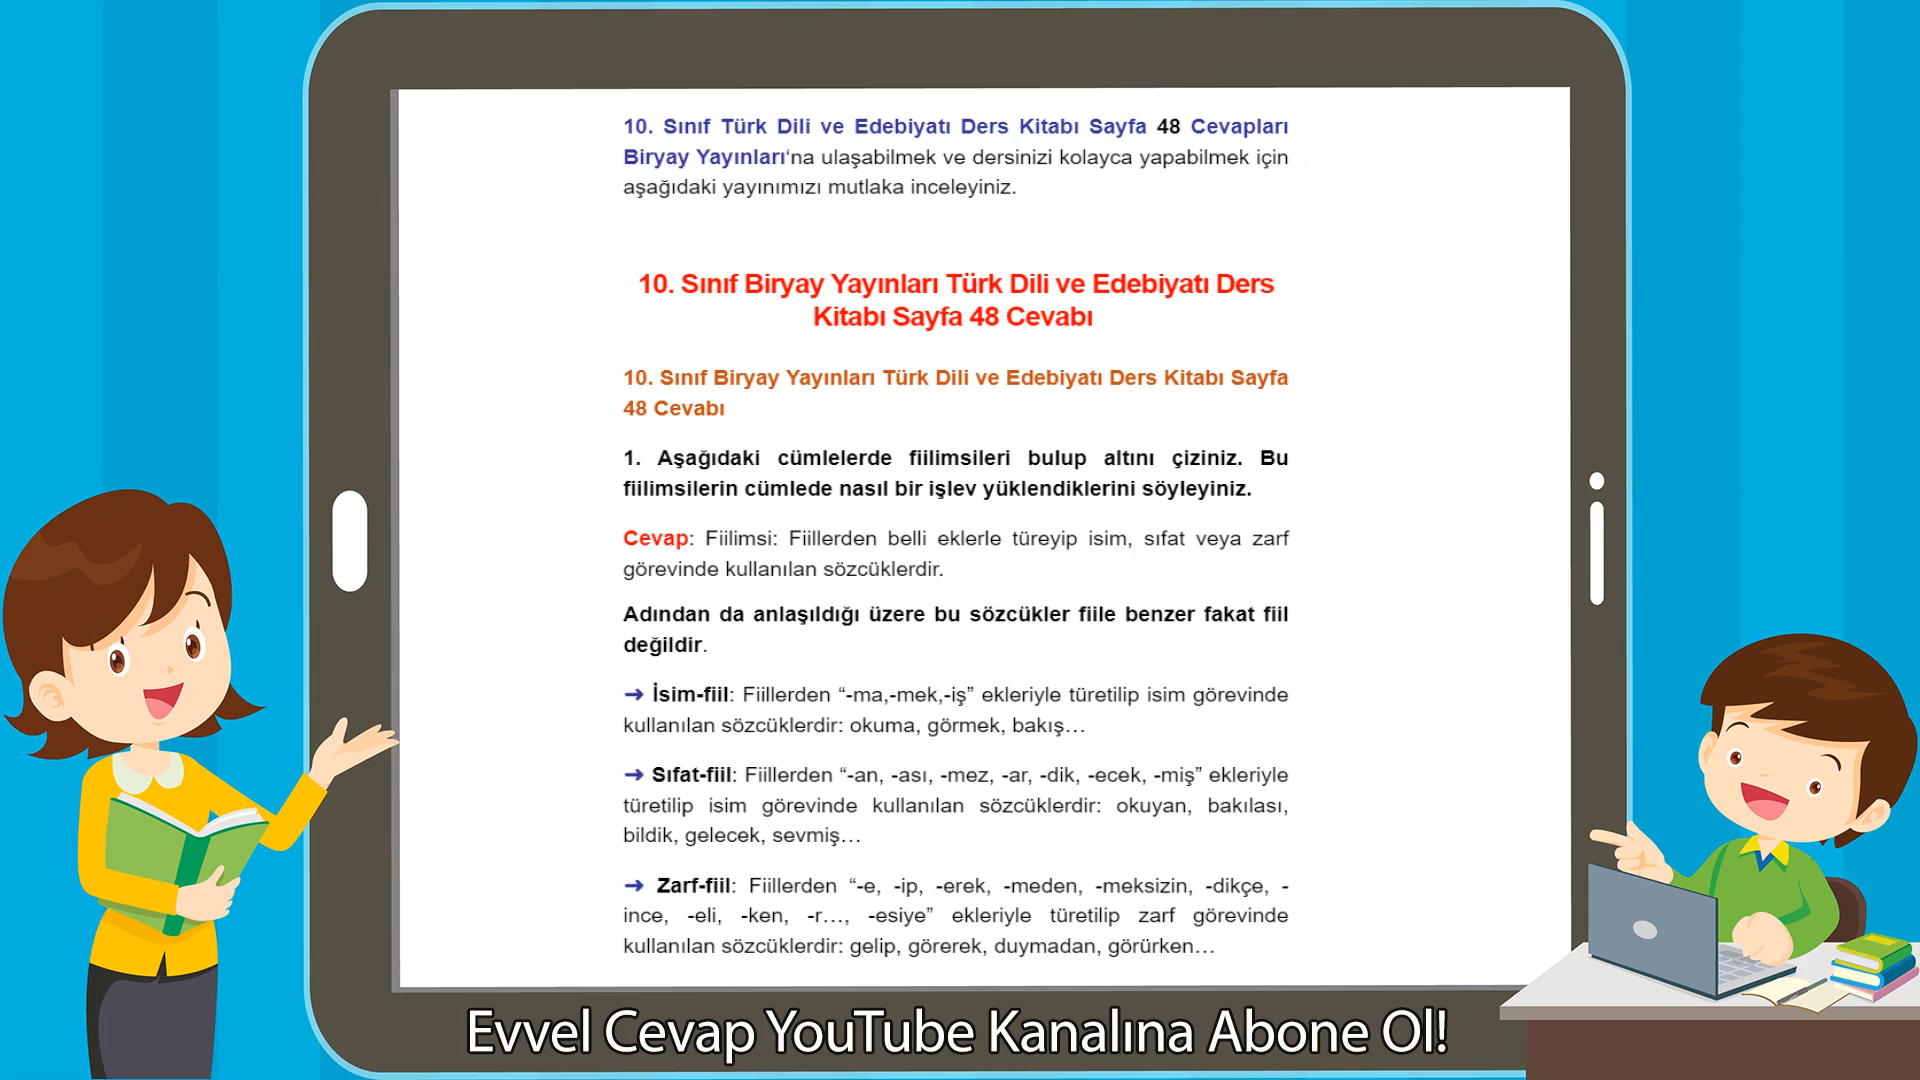 10. Sınıf Türk Dili ve Edebiyatı Ders Kitabı Sayfa 48 Cevapları
Biryay Yayınları‘na ulaşabilmek ve dersinizi kolayca yapabilmek için
aşağıdaki yayınımızı mutlaka inceleyiniz.
10. Sınıf Biryay Yayınları Türk Dili ve Edebiyatı Ders
Kitabı Sayfa 48 Cevabı
10. Sınıf Biryay Yayınları Türk Dili ve Edebiyatı Ders Kitabı Sayfa
48 Cevabı
1. Aşağıdaki cümlelerde fiilimsileri bulup altını çiziniz. Bu
fiilimsilerin cümlede nasıl bir işlev yüklendiklerini söyleyiniz.
Cevap: Fiilimsi: Fiillerden belli eklerle türeyip isim, sıfat veya zarf
görevinde kullanılan sözcüklerdir.
Adından da anlaşıldığı üzere bu sözcükler fiile benzer fakat fiil
değildir.
➜ İsim-fiil: Fiillerden “-ma,-mek,-iş” ekleriyle türetilip isim görevinde
kullanılan sözcüklerdir: okuma, görmek, bakış…
➜ Sıfat-fiil: Fiillerden “-an, -ası, -mez, -ar, -dik, -ecek, -miş” ekleriyle
türetilip isim görevinde kullanılan sözcüklerdir: okuyan, bakılası,
bildik, gelecek, sevmiş…
➜ Zarf-fiil: Fiillerden “-e, -ip, -erek, -meden, -meksizin, -dikçe, -
ince, -eli, -ken, -r…, -esiye” ekleriyle türetilip zarf görevinde
kullanılan sözcüklerdir: gelip, görerek, duymadan, görürken…
Evvel Cevap YouTube Kanalına Abone Ol!